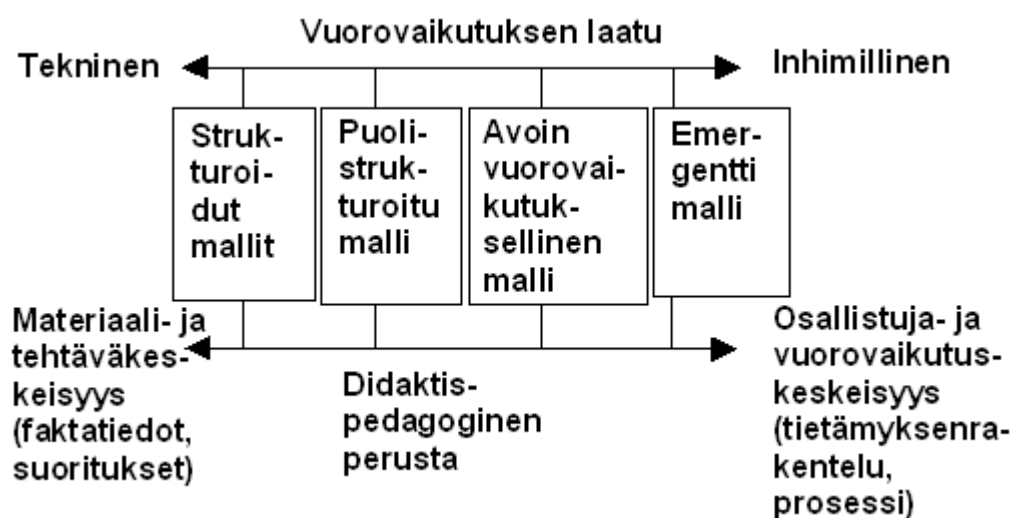 Vuorovaikutuksen laatu
Tekninen
Inhimillinen
Struk-
turoi-
dut
mallit
Puoli-
struk-
turoitu
malli
Avoin
vuorovai-
kutuk-
sellinen
malli
Emer-
gentti
malli
Materiaali- ja
tehtäväkes-
keisyys
(faktatiedot,
suoritukset)
Didaktis-
pedagoginen
perusta
Osallistuja- ja
vuorovaikutus-
keskeisyys
(tietämyksenra-
kentelu,
prosessi)